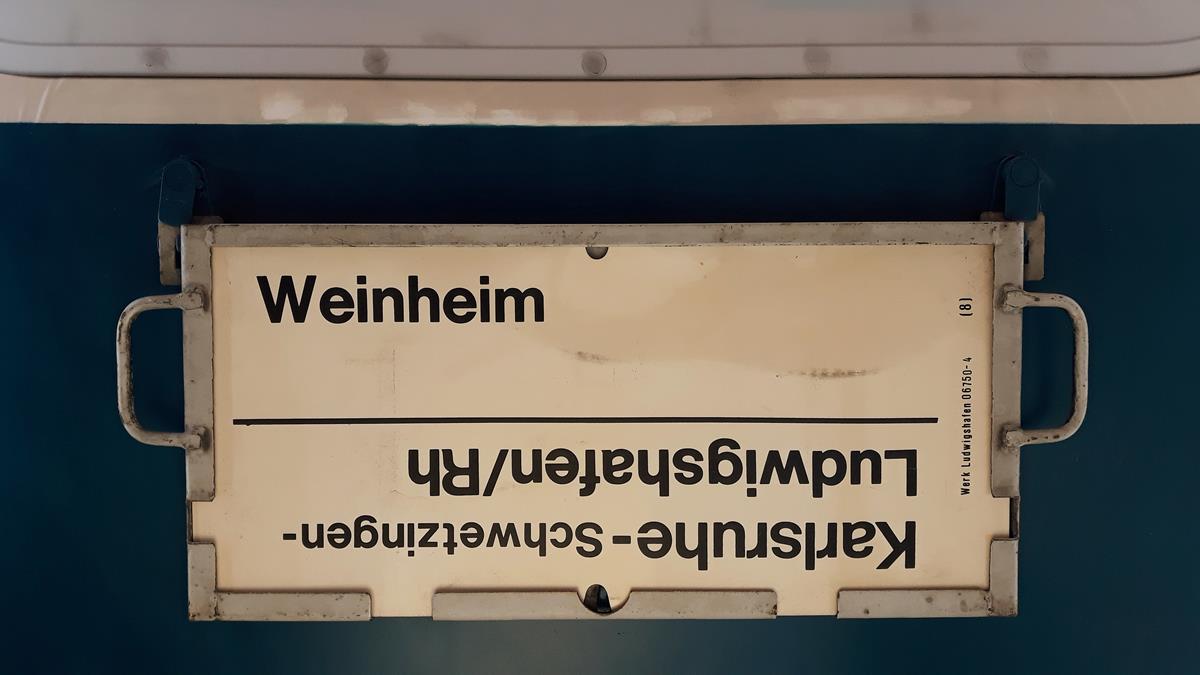 Weinheim
Karlsruhe-Schwetzingen-
Ludwigshafen/Rh
Werk Ludwigshafen 06750-4 (8)